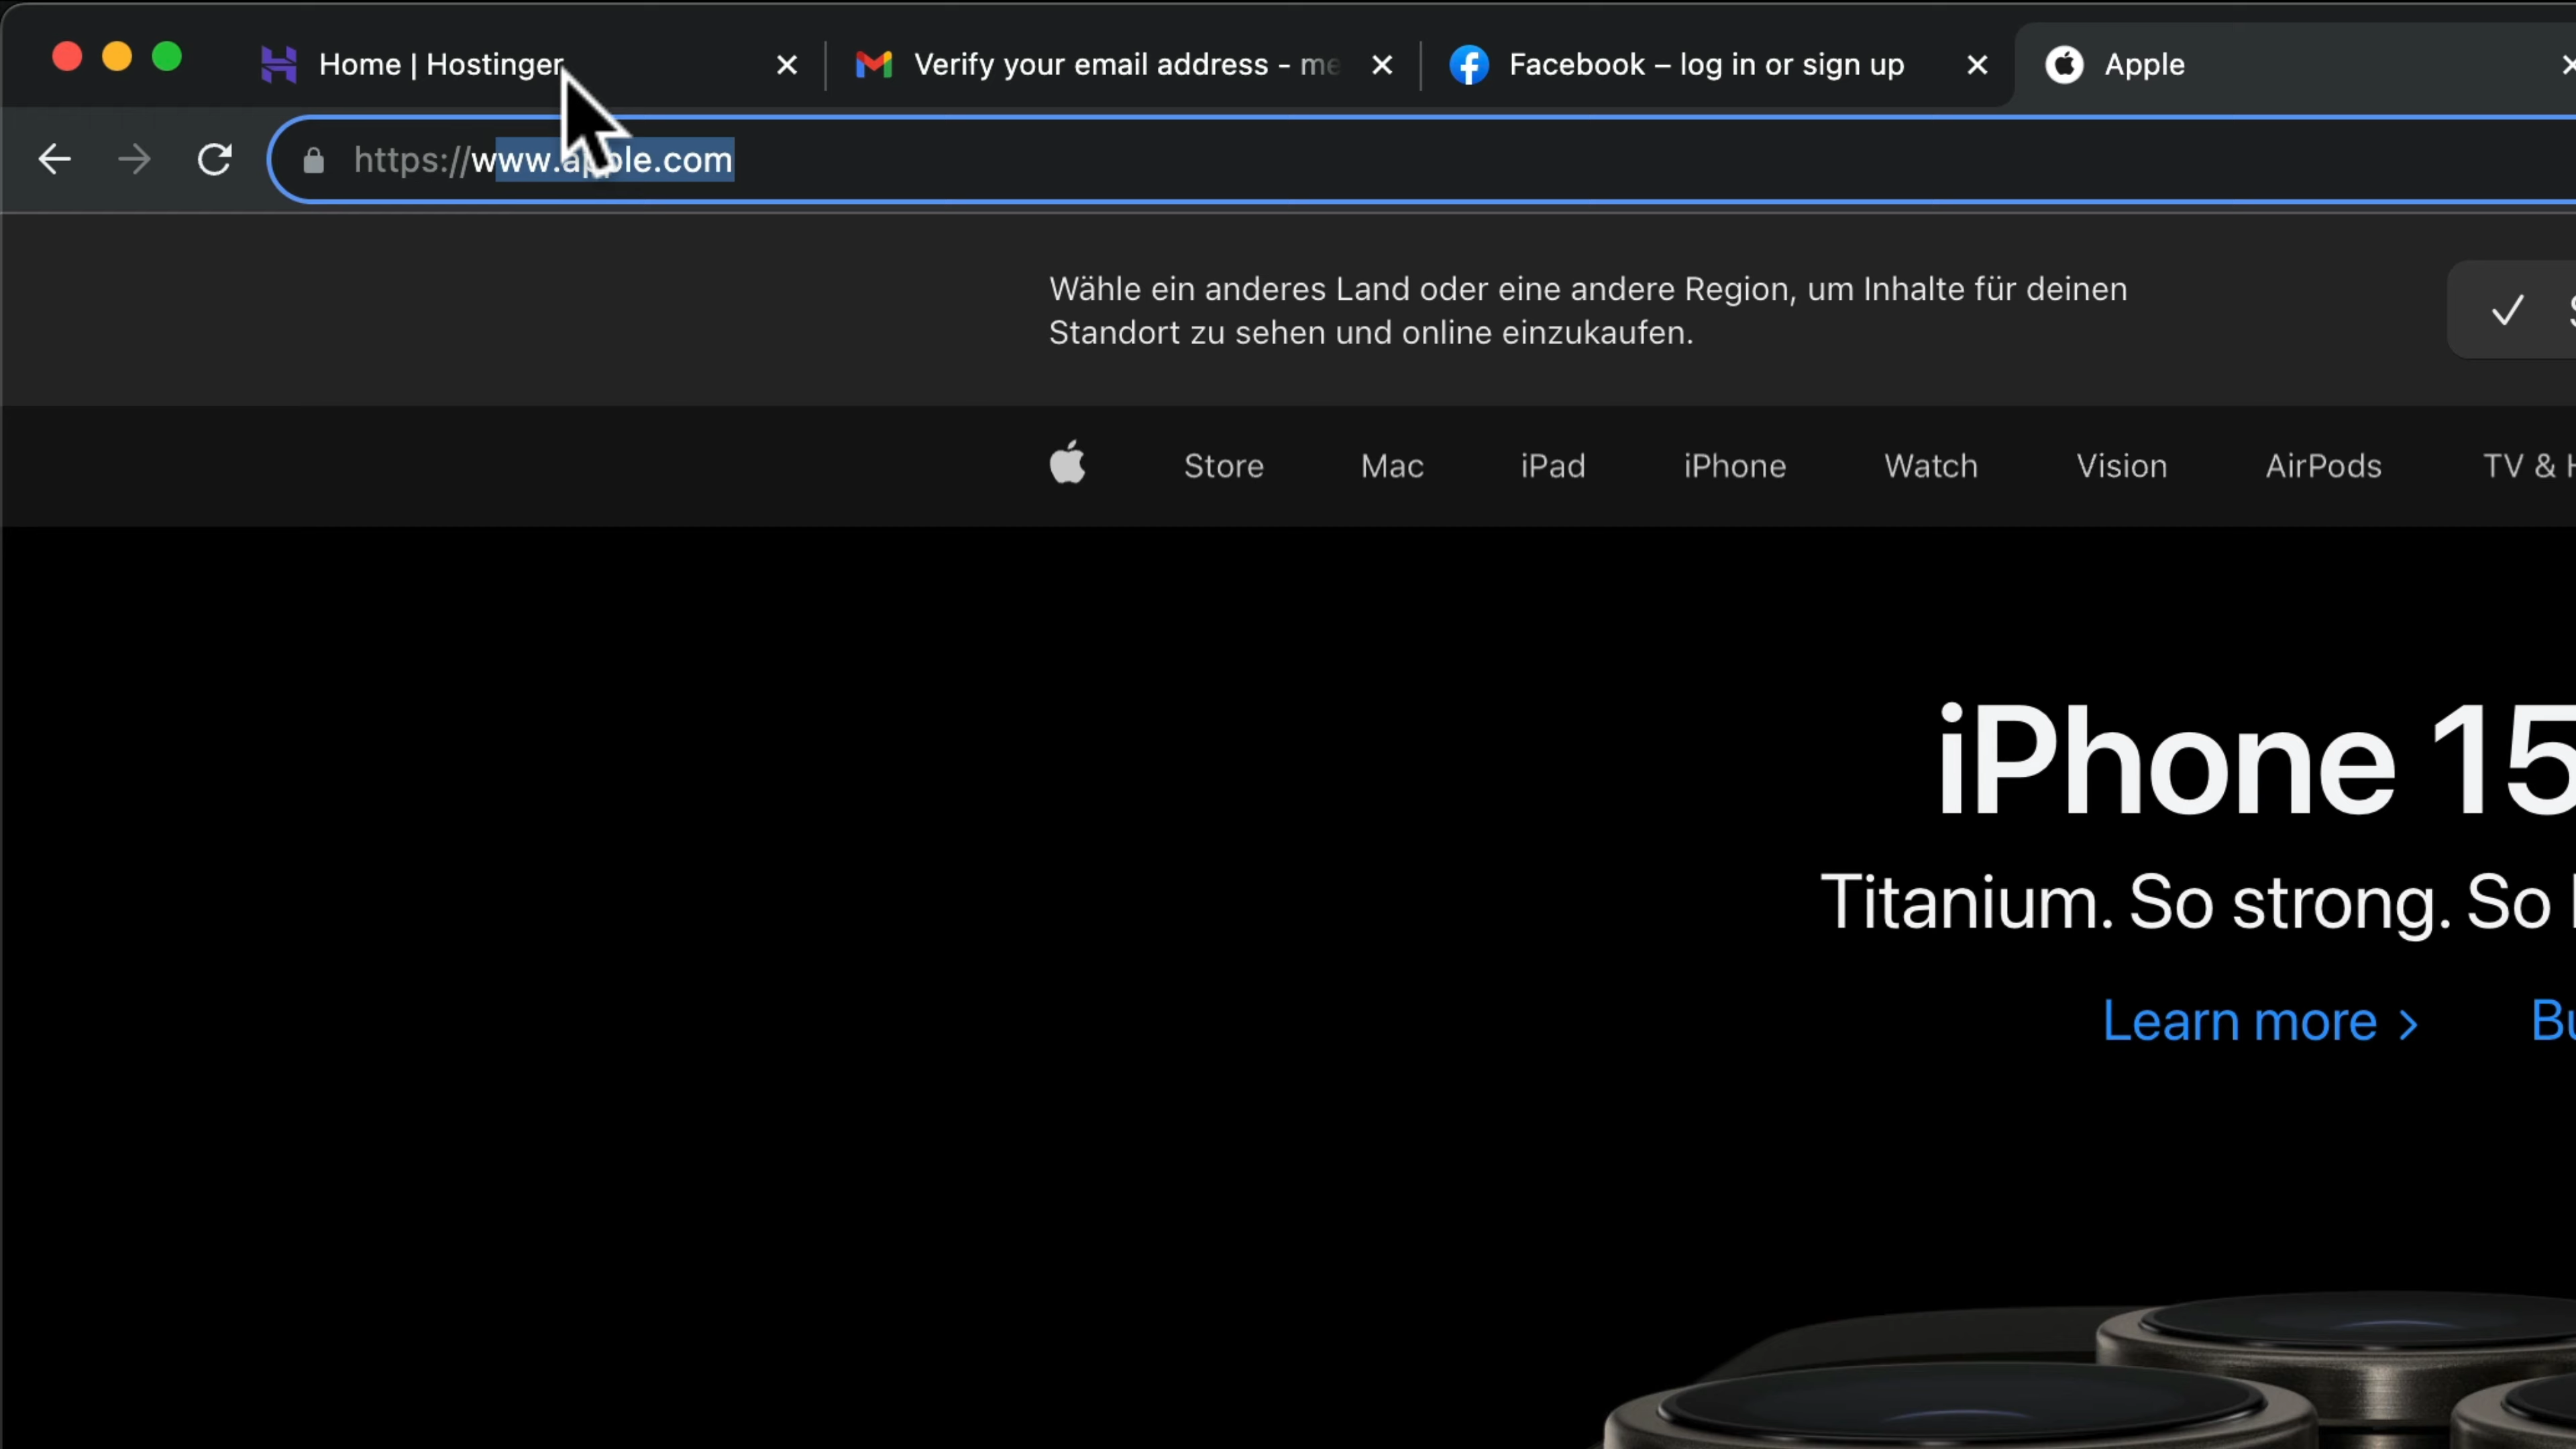 Home | Hostinger
Verify your email address - me
Facebook – log in or sign up
Apple
https://www.apple.com
Wähle ein anderes Land oder eine andere Region, um Inhalte für deinen
Standort zu sehen und online einzukaufen.
Store Mac iPad iPhone Watch Vision AirPods TV &
iPhone 15
Titanium. So strong. So
Learn more >